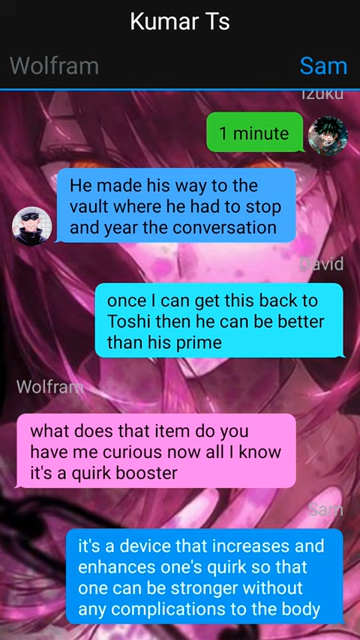 Kumar Ts
Wolfram
Sam
Izuku
1 minute
He made his way to the
vault where he had to stop
and year the conversation
David
once I can get this back to
Toshi then he can be better
than his prime
Wolfram
what does that item do you
have me curious now all I know
it's a quirk booster
Sam
it's a device that increases and
enhances one's quirk so that
one can be stronger without
any complications to the body